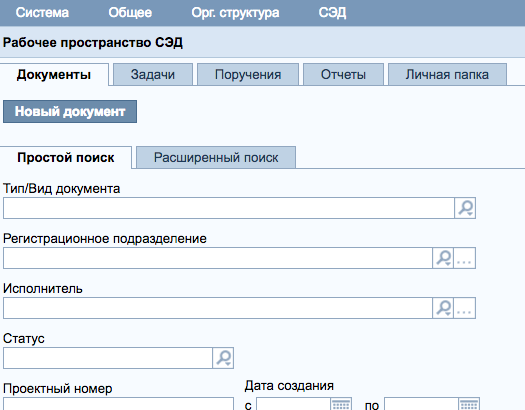 Система Общее Орг. структура СЭД
Рабочее пространство СЭД
Документы Задачи Поручения Отчеты Личная папка
Новый документ
Простой поиск Расширенный поиск
Тип/Вид документа
Регистрационное подразделение
...
Исполнитель
...
Статус
Проектный номер Дата создания
с по